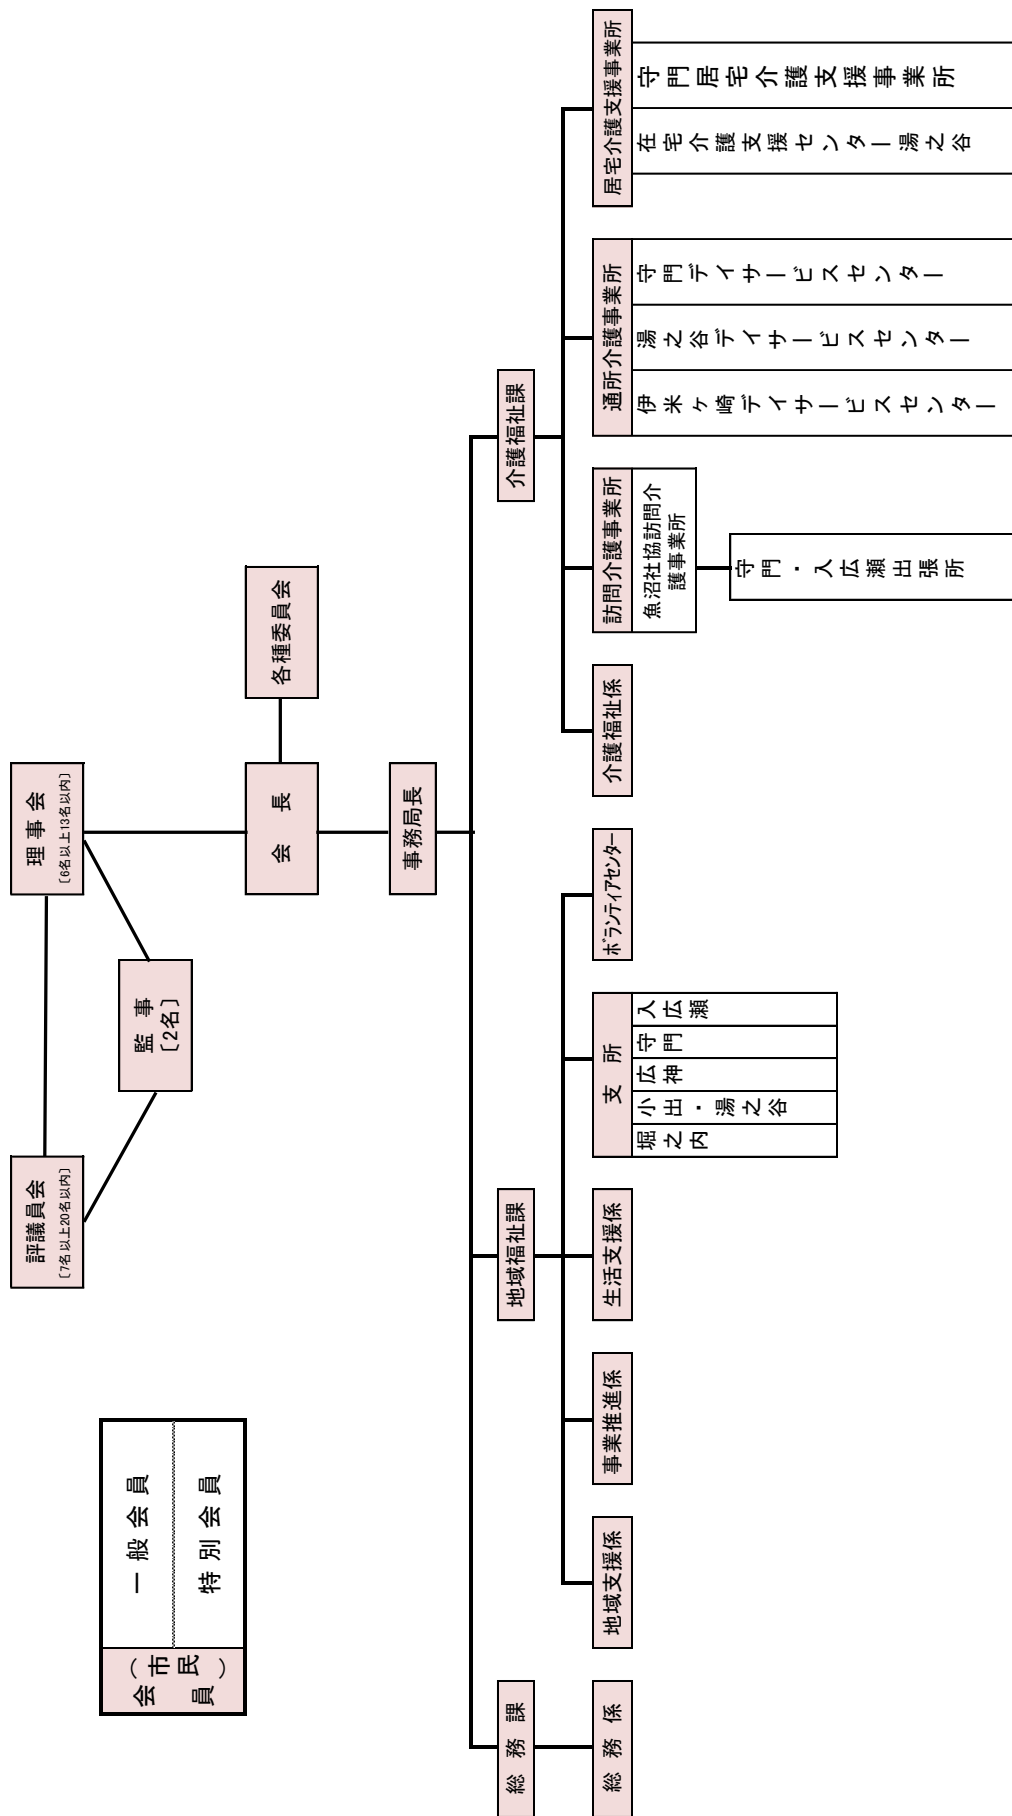 会員
（市民）
一般会員
特別会員
評議員会
〔7名以上20名以内〕
理事会
〔6名以上13名以内〕
監事
〔2名〕
会長
各種委員会
事務局長
総務課
地域福祉課
介護福祉課
総務係
地域支援係
事業推進係
生活支援係
支所
堀之内
小出・湯之谷
広神
守門
入広瀬
ﾎﾞﾗﾝﾃｨｱｾﾝﾀｰ
介護福祉係
訪問介護事業所
魚沼社協訪問介
護事業所
守門・入広瀬出張所
通所介護事業所
伊米ヶ崎デイサービスセンター
湯之谷デイサービスセンター
守門デイサービスセンター
居宅介護支援事業所
在宅介護支援センター湯之谷
守門居宅介護支援事業所